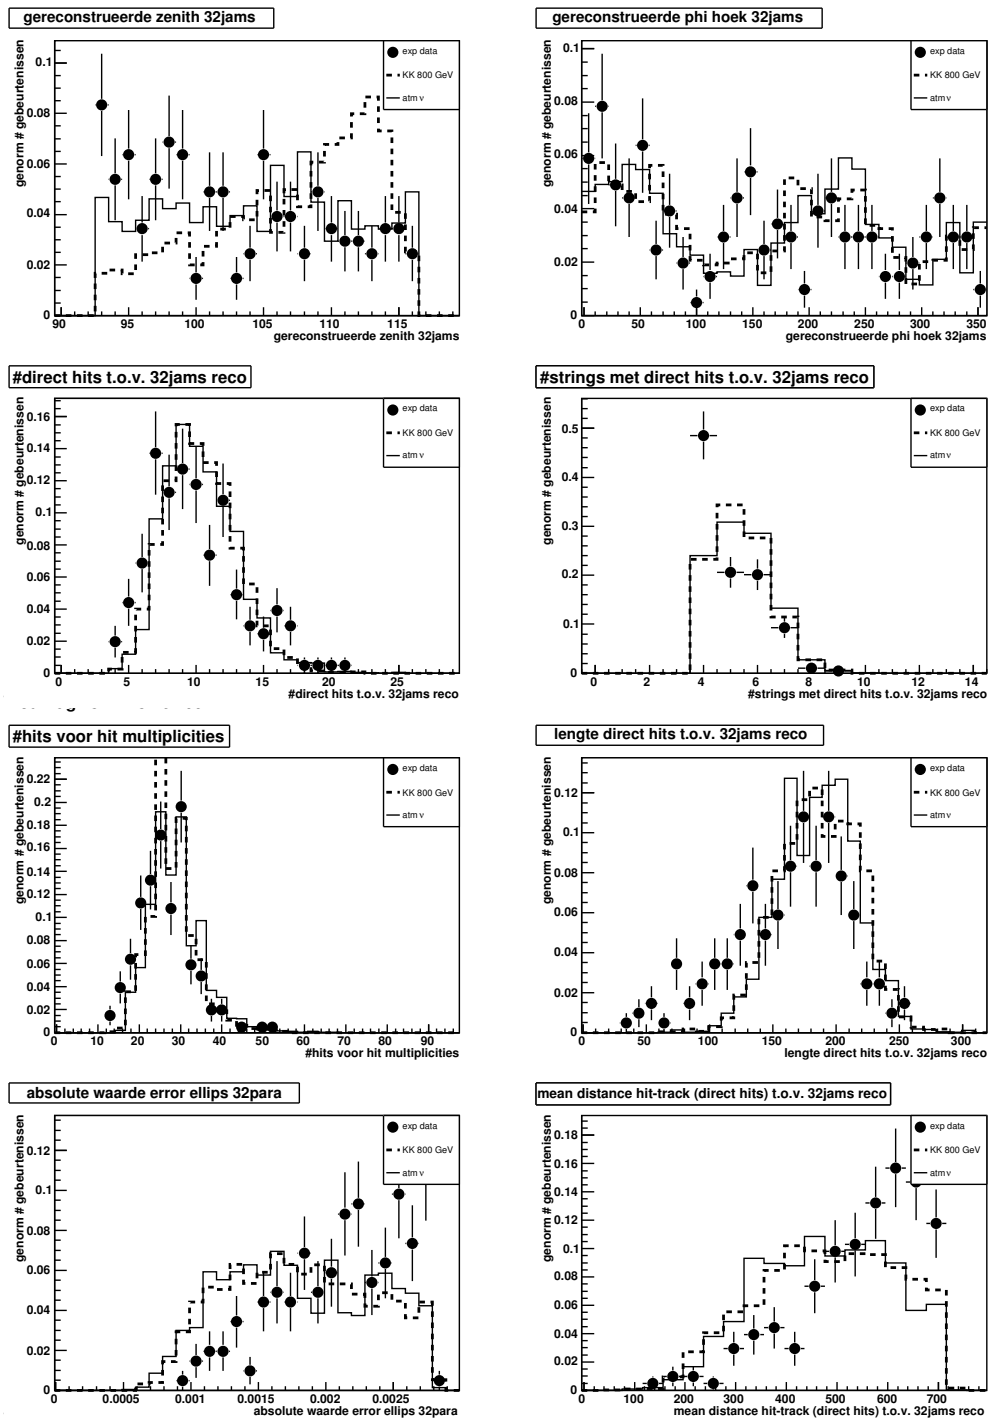 gereconstrueerde zenith 32jams
genorm # gebeurtenissen
0.1
0.08
0.06
0.04
0.02
0
90 95 100 105 110 115
gereconstrueerde zenith 32jams
exp data
KK 800 GeV
atm ν
gereconstrueerde phi hoek 32jams
genorm # gebeurtenissen
0.1
0.08
0.06
0.04
0.02
0
0 50 100 150 200 250 300 350
gereconstrueerde phi hoek 32jams
exp data
KK 800 GeV
atm ν
#direct hits t.o.v. 32jams reco
genorm # gebeurtenissen
0.16
0.14
0.12
0.1
0.08
0.06
0.04
0.02
0
0 5 10 15 20 25
#direct hits t.o.v. 32jams reco
exp data
KK 800 GeV
atm ν
#strings met direct hits t.o.v. 32jams reco
genorm # gebeurtenissen
0.5
0.4
0.3
0.2
0.1
0
0 2 4 6 8 10 12 14
#strings met direct hits t.o.v. 32jams reco
exp data
KK 800 GeV
atm ν
#hits voor hit multiplicities
genorm # gebeurtenissen
0.22
0.2
0.18
0.16
0.14
0.12
0.1
0.08
0.06
0.04
0.02
0
0 10 20 30 40 50 60 70 80 90
#hits voor hit multiplicities
exp data
KK 800 GeV
atm ν
lengte direct hits t.o.v. 32jams reco
genorm # gebeurtenissen
0.12
0.1
0.08
0.06
0.04
0.02
0
0 50 100 150 200 250 300
lengte direct hits t.o.v. 32jams reco
exp data
KK 800 GeV
atm ν
absolute waarde error ellips 32para
genorm # gebeurtenissen
0.12
0.1
0.08
0.06
0.04
0.02
0
0 0.0005 0.001 0.0015 0.002 0.0025
absolute waarde error ellips 32para
exp data
KK 800 GeV
atm ν
mean distance hit-track (direct hits) t.o.v. 32jams reco
genorm # gebeurtenissen
0.18
0.16
0.14
0.12
0.1
0.08
0.06
0.04
0.02
0
0 100 200 300 400 500 600 700
mean distance hit-track (direct hits) t.o.v. 32jams reco
exp data
KK 800 GeV
atm ν